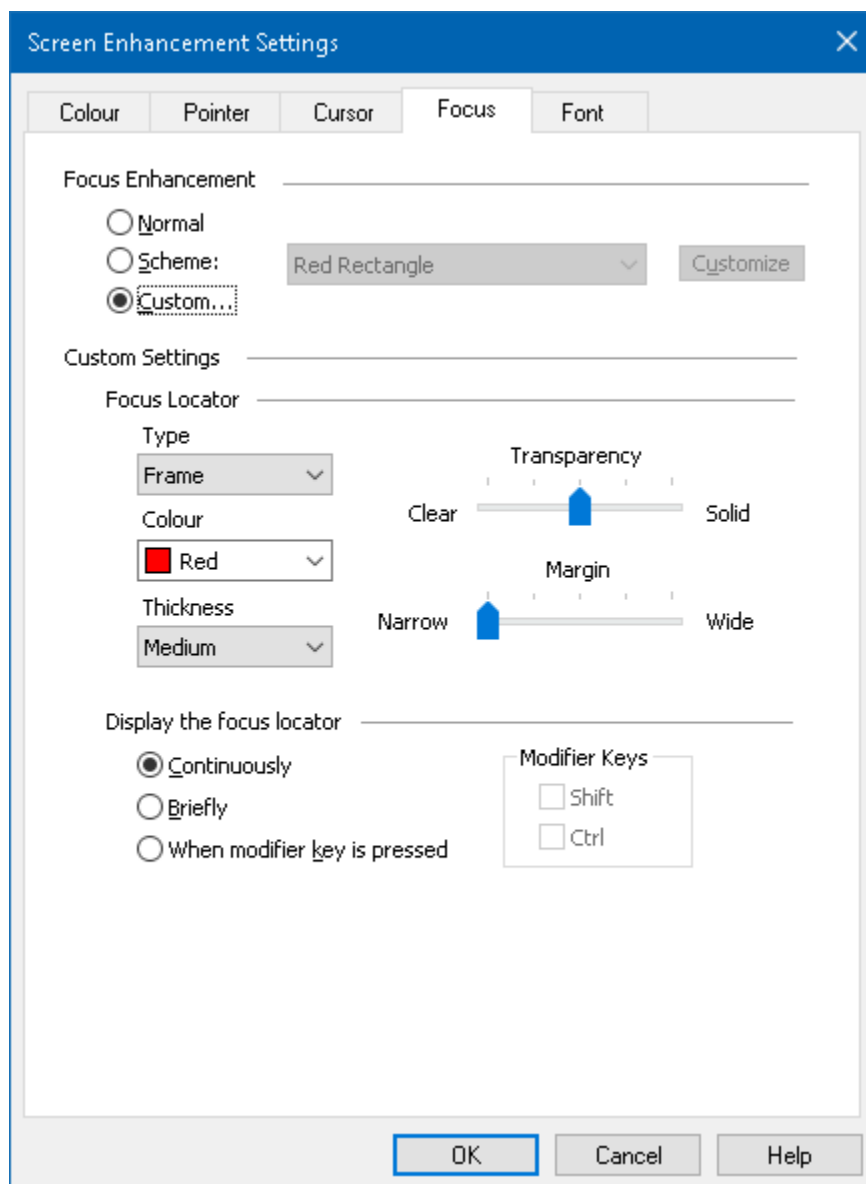 Screen Enhancement Settings
Colour Pointer Cursor Focus Font
Focus Enhancement
Normal
Scheme: Red Rectangle Customize
Custom...
Custom Settings
Focus Locator
Type
Transparency
Frame
Clear Solid
Colour
Red
Margin
Thickness
Narrow Wide
Medium
Display the focus locator
Continuously
Modifier Keys
Shift
Briefly
Ctrl
When modifier key is pressed
OK Cancel Help